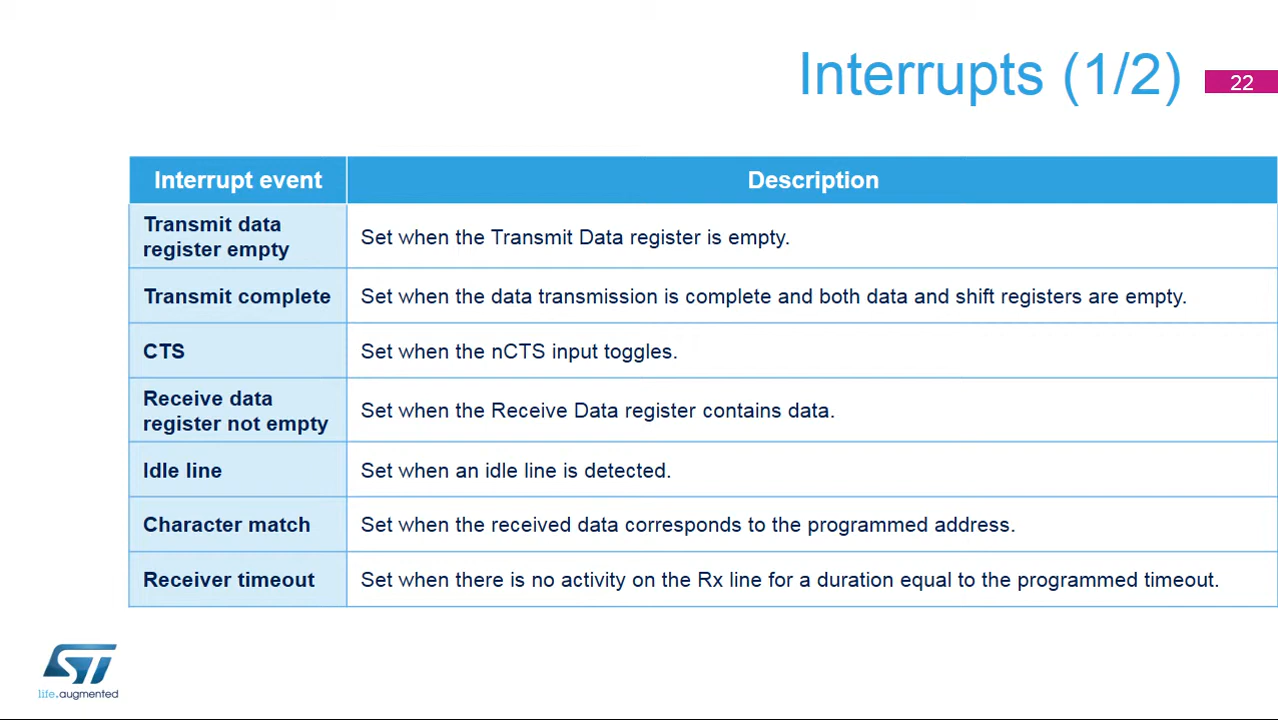 Interrupts (1/2)
22
Interrupt event
Description
Transmit data
register empty
Set when the Transmit Data register is empty.
Transmit complete
Set when the data transmission is complete and both data and shift registers are empty.
CTS
Set when the nCTS input toggles.
Receive data
register not empty
Set when the Receive Data register contains data.
Idle line
Set when an idle line is detected.
Character match
Set when the received data corresponds to the programmed address.
Receiver timeout
Set when there is no activity on the Rx line for a duration equal to the programmed timeout.
ST
life.augmented